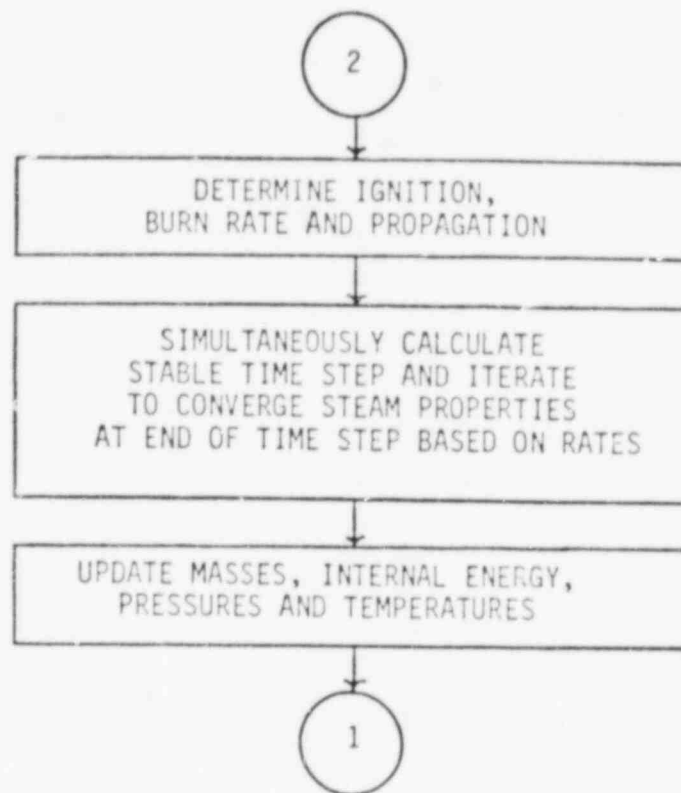 2
DETERMINE IGNITION,
BURN RATE AND PROPAGATION
SIMULTANEOUSLY CALCULATE
STABLE TIME STEP AND ITERATE
TO CONVERGE STEAM PROPERTIES
AT END OF TIME STEP BASED ON RATES
UPDATE MASSES, INTERNAL ENERGY,
PRESSURES AND TEMPERATURES
1